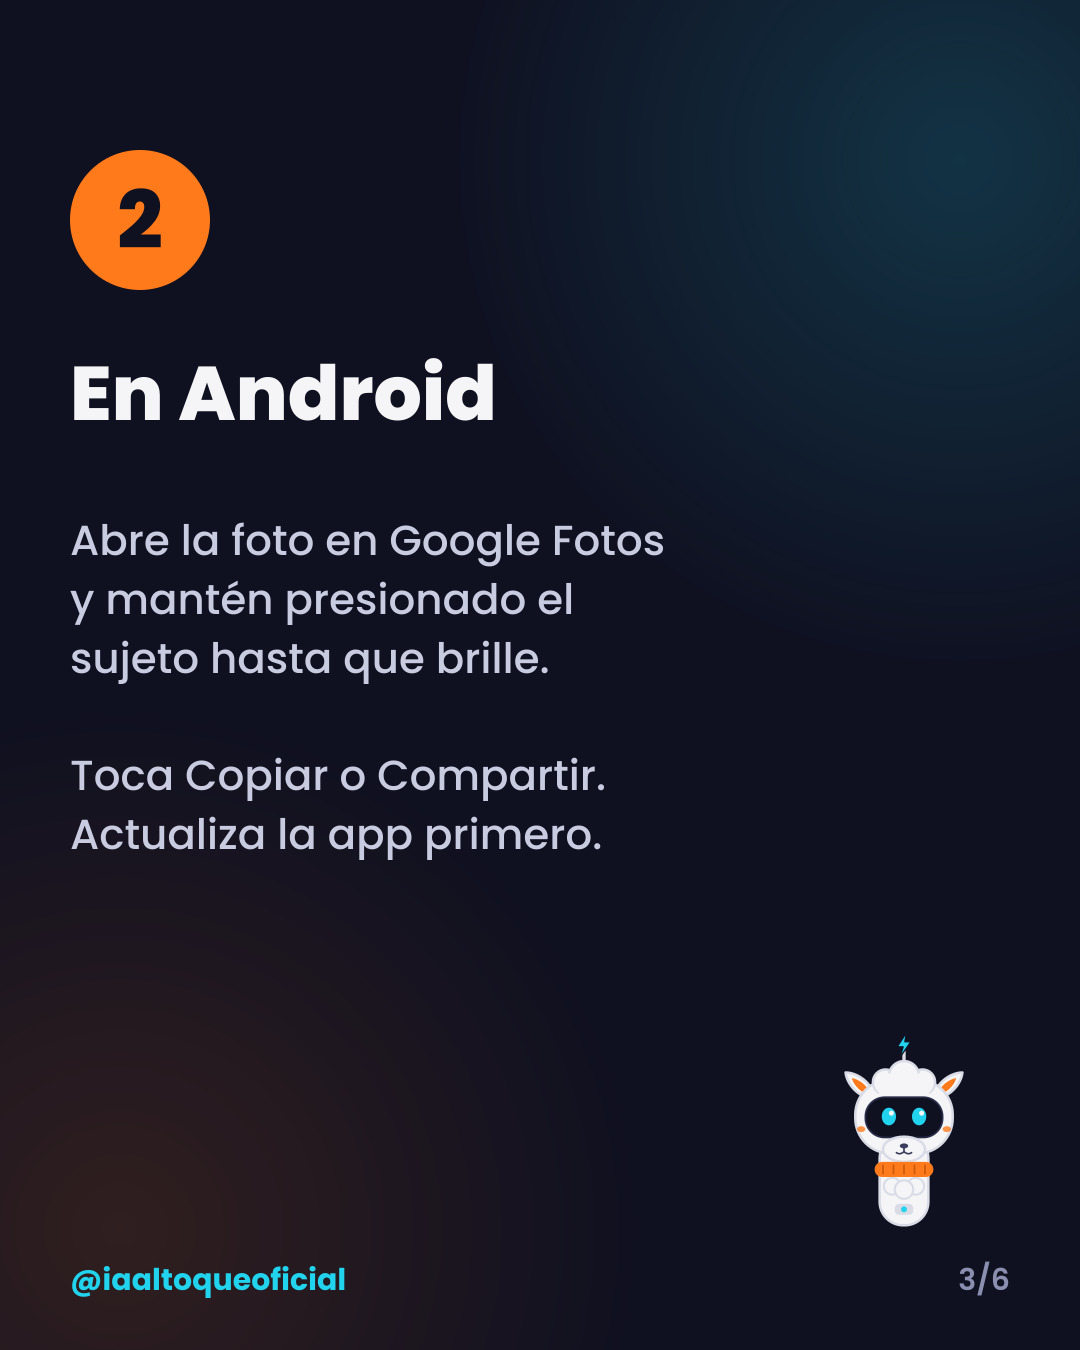 2
En Android
Abre la foto en Google Fotos
y mantén presionado el
sujeto hasta que brille.
Toca Copiar o Compartir.
Actualiza la app primero.
@iaaltoqueoficial
3/6